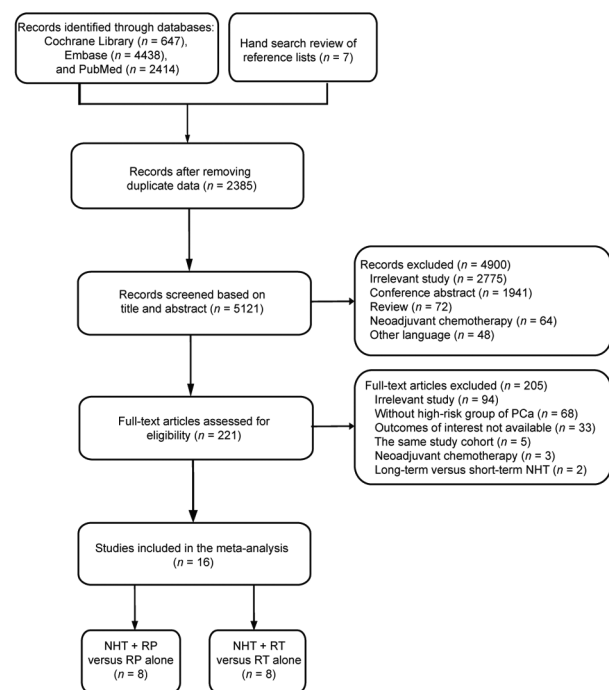 Records identified through databases:
Cochrane Library (n = 647),
Embase (n = 4438),
and PubMed (n = 2414)
Hand search review of
reference lists (n = 7)
Records after removing
duplicate data (n = 2385)
Records screened based on
title and abstract (n = 5121)
Records excluded (n = 4900)
Irrelevant study (n = 2775)
Conference abstract (n = 1941)
Review (n = 72)
Neoadjuvant chemotherapy (n = 64)
Other language (n = 48)
Full-text articles assessed for
eligibility (n = 221)
Full-text articles excluded (n = 205)
Irrelevant study (n = 94)
Without high-risk group of PCa (n = 68)
Outcomes of interest not available (n = 33)
The same study cohort (n = 5)
Neoadjuvant chemotherapy (n = 3)
Long-term versus short-term NHT (n = 2)
Studies included in the meta-analysis
(n = 16)
NHT + RP
versus RP alone
(n = 8)
NHT + RT
versus RT alone
(n = 8)